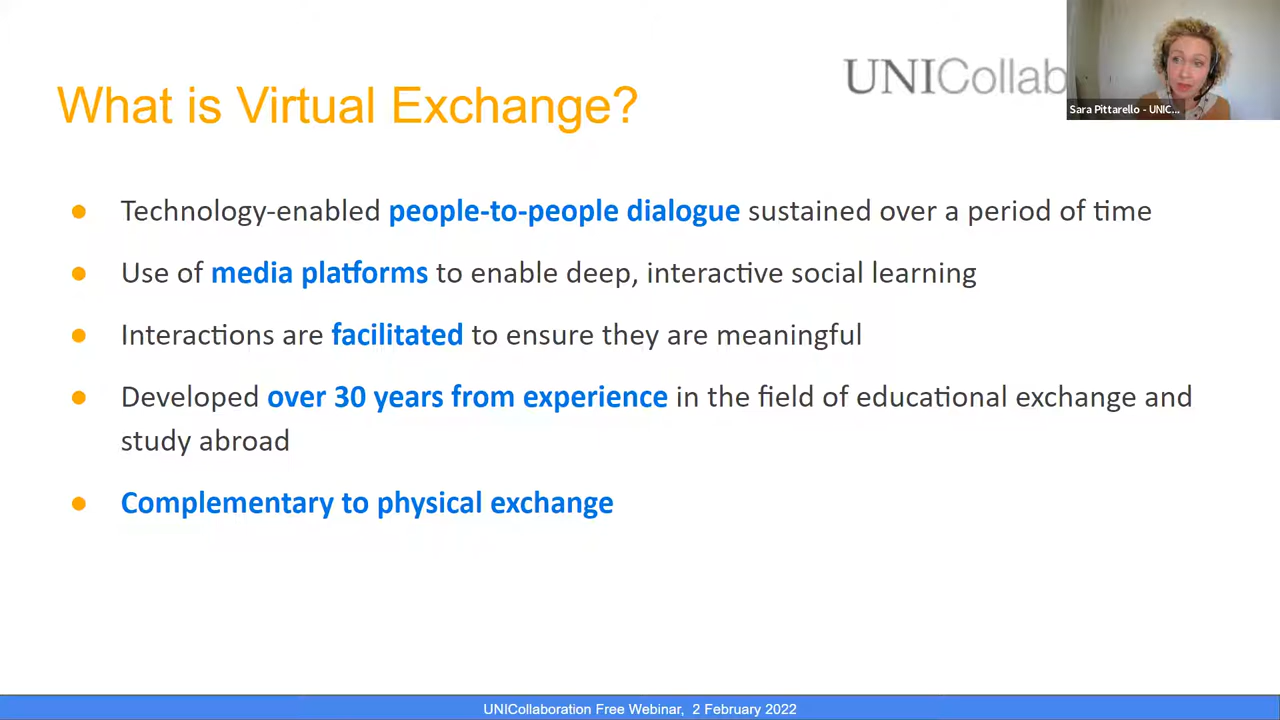 UNICollab
Sara Pittarello - UNIC...
What is Virtual Exchange?
● Technology-enabled people-to-people dialogue sustained over a period of time
● Use of media platforms to enable deep, interactive social learning
● Interactions are facilitated to ensure they are meaningful
● Developed over 30 years from experience in the field of educational exchange and
study abroad
● Complementary to physical exchange
UNICollaboration Free Webinar, 2 February 2022